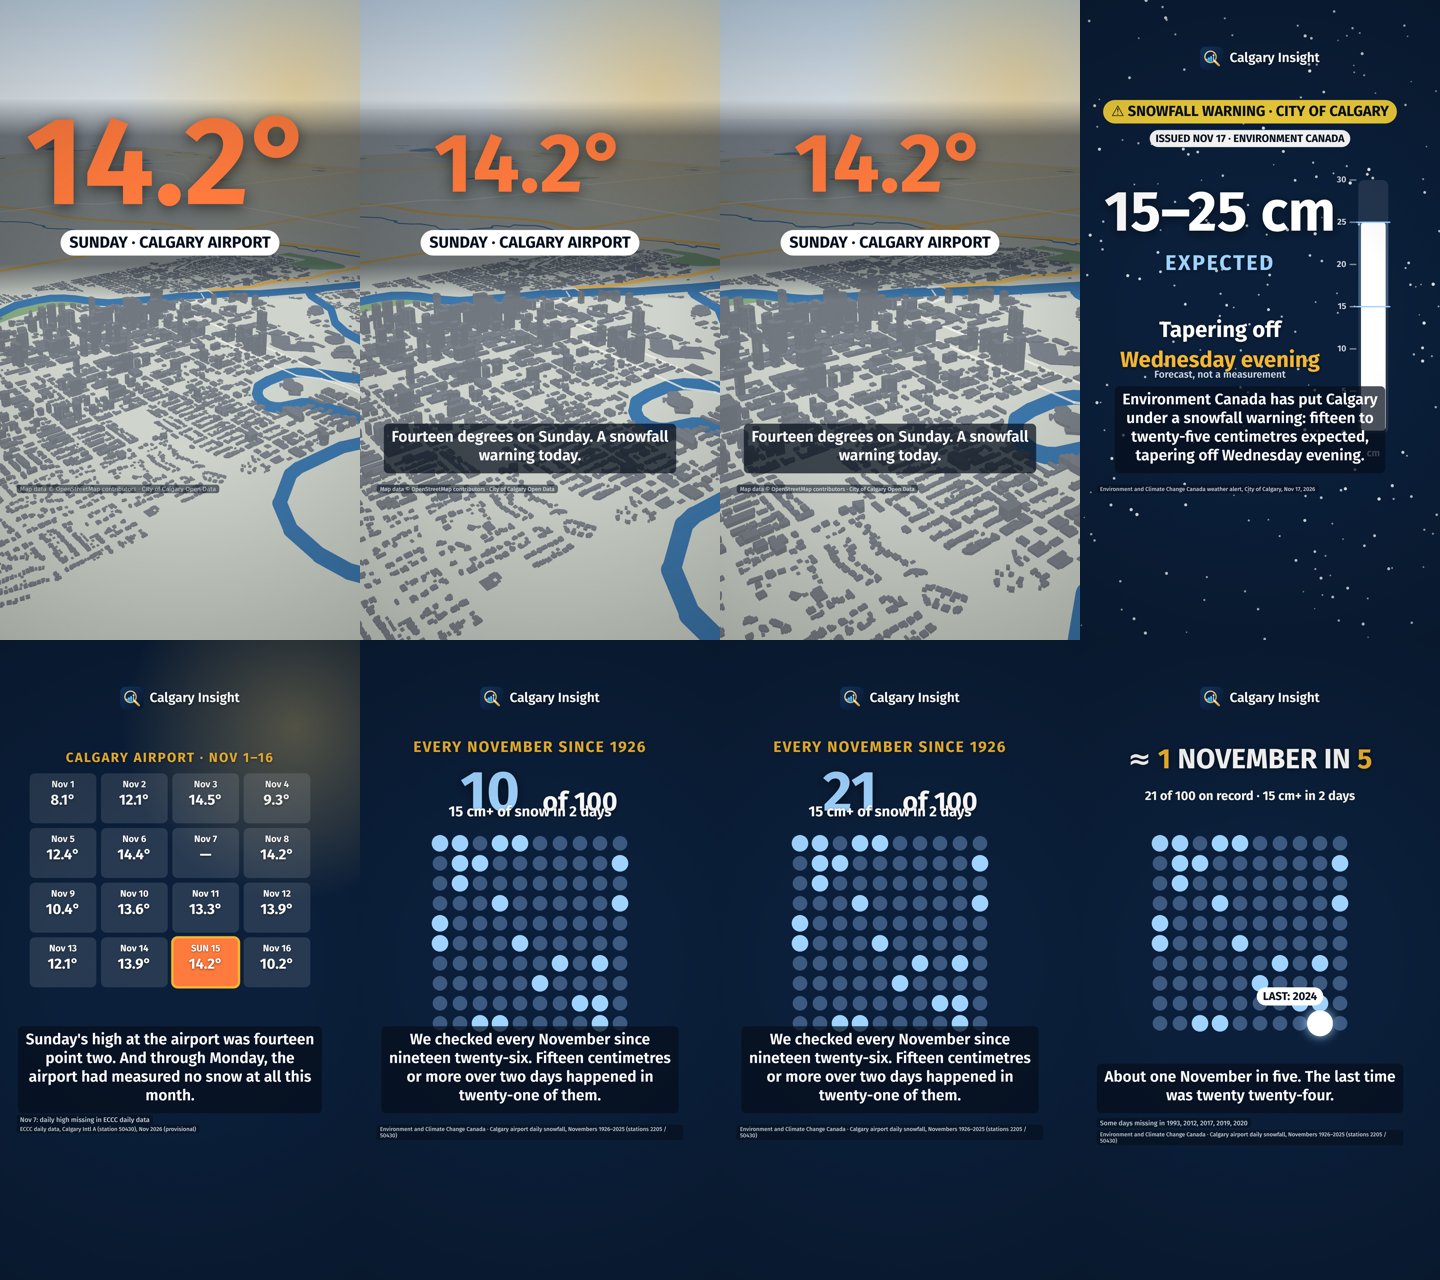 14.2°
SUNDAY · CALGARY AIRPORT
Map data © OpenStreetMap contributors · City of Calgary Open Data
14.2°
SUNDAY · CALGARY AIRPORT
Fourteen degrees on Sunday. A snowfall
warning today.
Map data © OpenStreetMap contributors · City of Calgary Open Data
14.2°
SUNDAY · CALGARY AIRPORT
Fourteen degrees on Sunday. A snowfall
warning today.
Map data © OpenStreetMap contributors · City of Calgary Open Data
Calgary Insight
⚠ SNOWFALL WARNING · CITY OF CALGARY
ISSUED NOV 17 · ENVIRONMENT CANADA
30
15–25 cm
25
EXPECTED
20
15
Tapering off
10
Wednesday evening
Forecast, not a measurement
5
Environment Canada has put Calgary
under a snowfall warning: fifteen to
twenty-five centimetres expected,
tapering off Wednesday evening.
cm
Environment and Climate Change Canada weather alert, City of Calgary, Nov 17, 2026
Calgary Insight
CALGARY AIRPORT · NOV 1–16
Nov 1 Nov 2 Nov 3 Nov 4
8.1° 12.1° 14.5° 9.3°
Nov 5 Nov 6 Nov 7 Nov 8
12.4° 14.4° — 14.2°
Nov 9 Nov 10 Nov 11 Nov 12
10.4° 13.6° 13.3° 13.9°
Nov 13 Nov 14 SUN 15 Nov 16
12.1° 13.9° 14.2° 10.2°
Sunday's high at the airport was fourteen
point two. And through Monday, the
airport had measured no snow at all this
month.
Nov 7: daily high missing in ECCC daily data
ECCC daily data, Calgary Intl A (station 50430), Nov 2026 (provisional)
Calgary Insight
EVERY NOVEMBER SINCE 1926
10 of 100
15 cm+ of snow in 2 days
We checked every November since
nineteen twenty-six. Fifteen centimetres
or more over two days happened in
twenty-one of them.
Environment and Climate Change Canada · Calgary airport daily snowfall, Novembers 1926–2025 (stations 2205 /
50430)
Calgary Insight
EVERY NOVEMBER SINCE 1926
21 of 100
15 cm+ of snow in 2 days
We checked every November since
nineteen twenty-six. Fifteen centimetres
or more over two days happened in
twenty-one of them.
Environment and Climate Change Canada · Calgary airport daily snowfall, Novembers 1926–2025 (stations 2205 /
50430)
Calgary Insight
≈ 1 NOVEMBER IN 5
21 of 100 on record · 15 cm+ in 2 days
LAST: 2024
About one November in five. The last time
was twenty twenty-four.
Some days missing in 1993, 2012, 2017, 2019, 2020
Environment and Climate Change Canada · Calgary airport daily snowfall, Novembers 1926–2025 (stations 2205 /
50430)